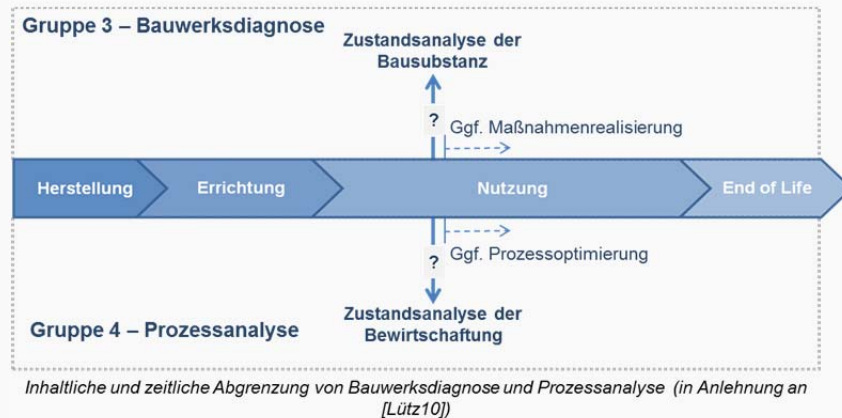 Gruppe 3 – Bauwerksdiagnose
Zustandsanalyse der
Bausubstanz
?
Ggf. Maßnahmenrealisierung
Herstellung
Errichtung
Nutzung
End of Life
?
Ggf. Prozessoptimierung
Gruppe 4 – Prozessanalyse
Zustandsanalyse der
Bewirtschaftung
Inhaltliche und zeitliche Abgrenzung von Bauwerksdiagnose und Prozessanalyse (in Anlehnung an
[Lütz10])